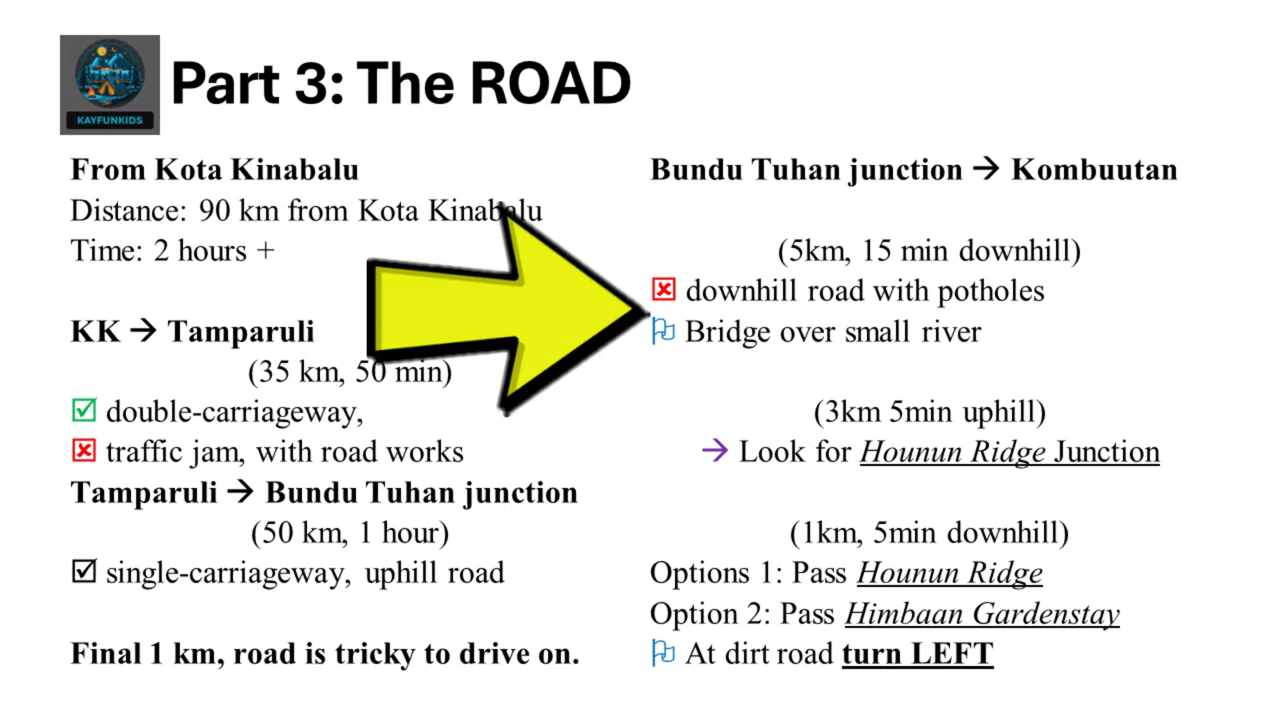 KAYFUNKIDS
Part 3: The ROAD
From Kota Kinabalu
Distance: 90 km from Kota Kinabalu
Time: 2 hours +
KK → Tamparuli
(35 km, 50 min)
☑ double-carriageway,
☒ traffic jam, with road works
Tamparuli → Bundu Tuhan junction
(50 km, 1 hour)
☑ single-carriageway, uphill road
Final 1 km, road is tricky to drive on.
Bundu Tuhan junction → Kombuutan
(5km, 15 min downhill)
☒ downhill road with potholes
Bridge over small river
(3km 5min uphill)
→ Look for Hounun Ridge Junction
(1km, 5min downhill)
Options 1: Pass Hounun Ridge
Option 2: Pass Himbaan Gardenstay
At dirt road turn LEFT